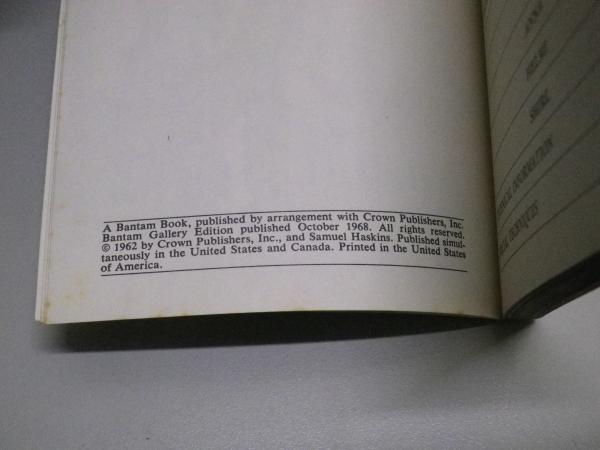 A Bantam Book, published by arrangement with Crown Publishers, Inc.
Bantam Gallery Edition published October 1968. All rights reserved.
© 1962 by Crown Publishers, Inc., and Samuel Haskins. Published simul-
taneously in the United States and Canada. Printed in the United States
of America.